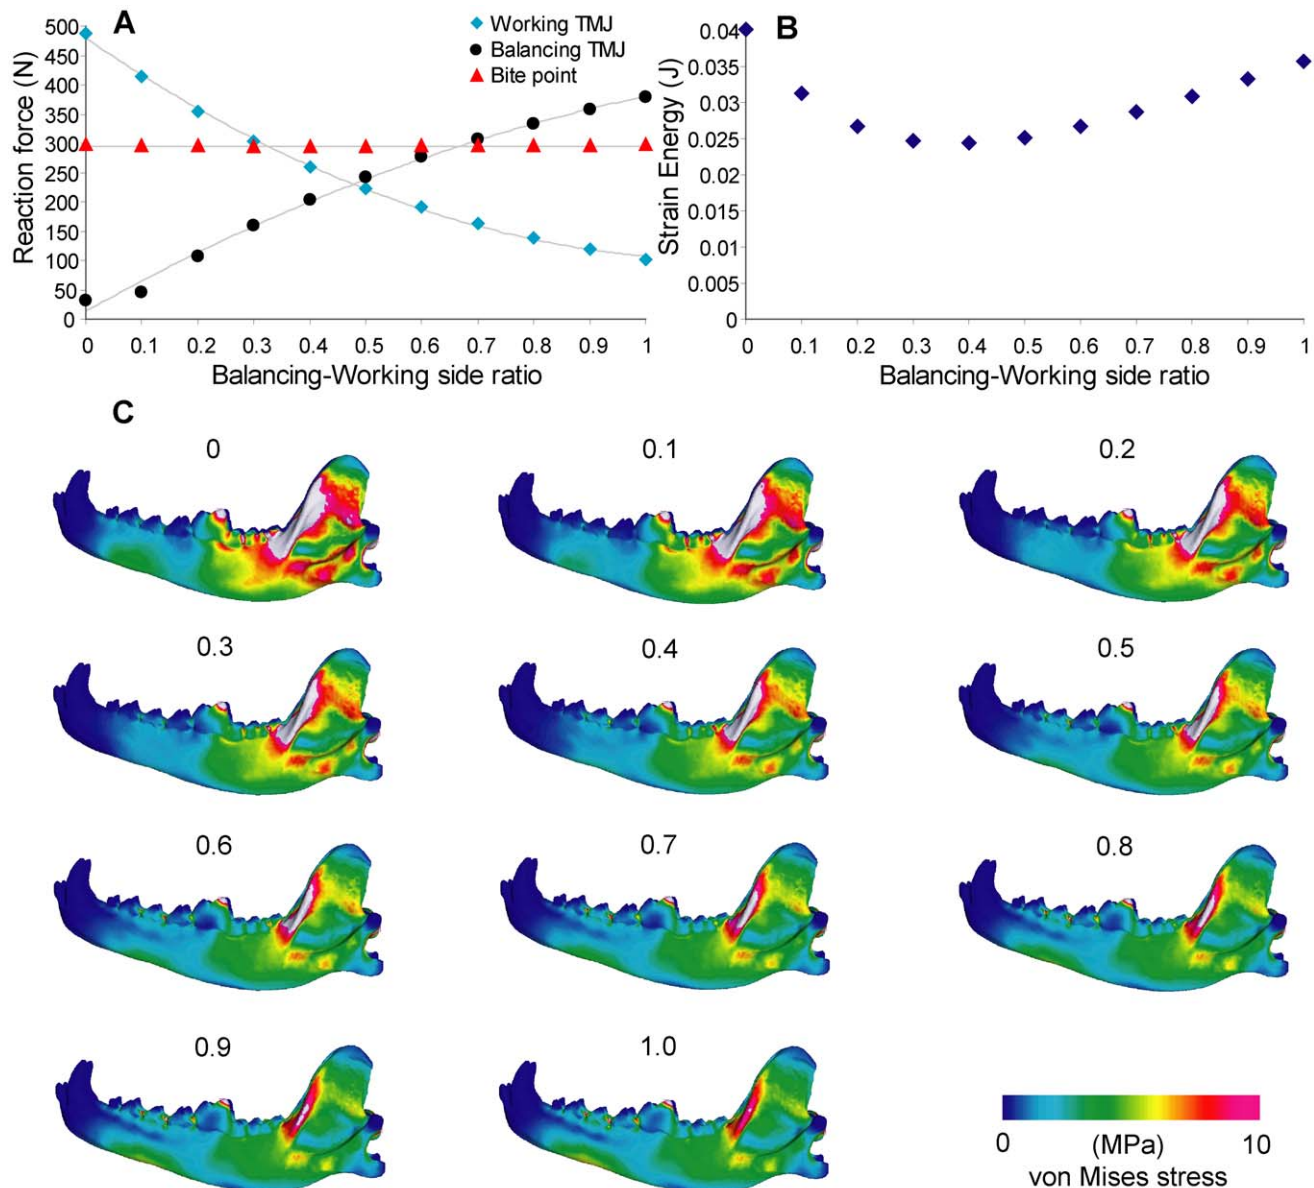 A
Working TMJ
Balancing TMJ
Bite point
Reaction force (N)
500
450
400
350
300
250
200
150
100
50
0
0 0.1 0.2 0.3 0.4 0.5 0.6 0.7 0.8 0.9 1
Balancing-Working side ratio
B
Strain Energy (J)
0.04
0.035
0.03
0.025
0.02
0.015
0.01
0.005
0
0 0.1 0.2 0.3 0.4 0.5 0.6 0.7 0.8 0.9 1
Balancing-Working side ratio
C
0 0.1 0.2
0.3 0.4 0.5
0.6 0.7 0.8
0.9 1.0
0 (MPa) 10
von Mises stress